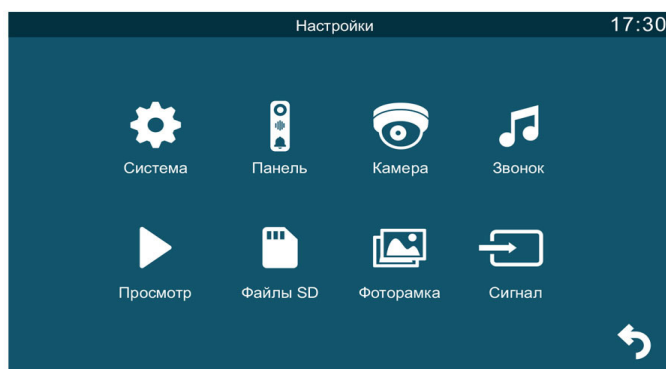 Настройки 17:30
Система Панель Камера Звонок
Просмотр Файлы SD Фоторамка Сигнал